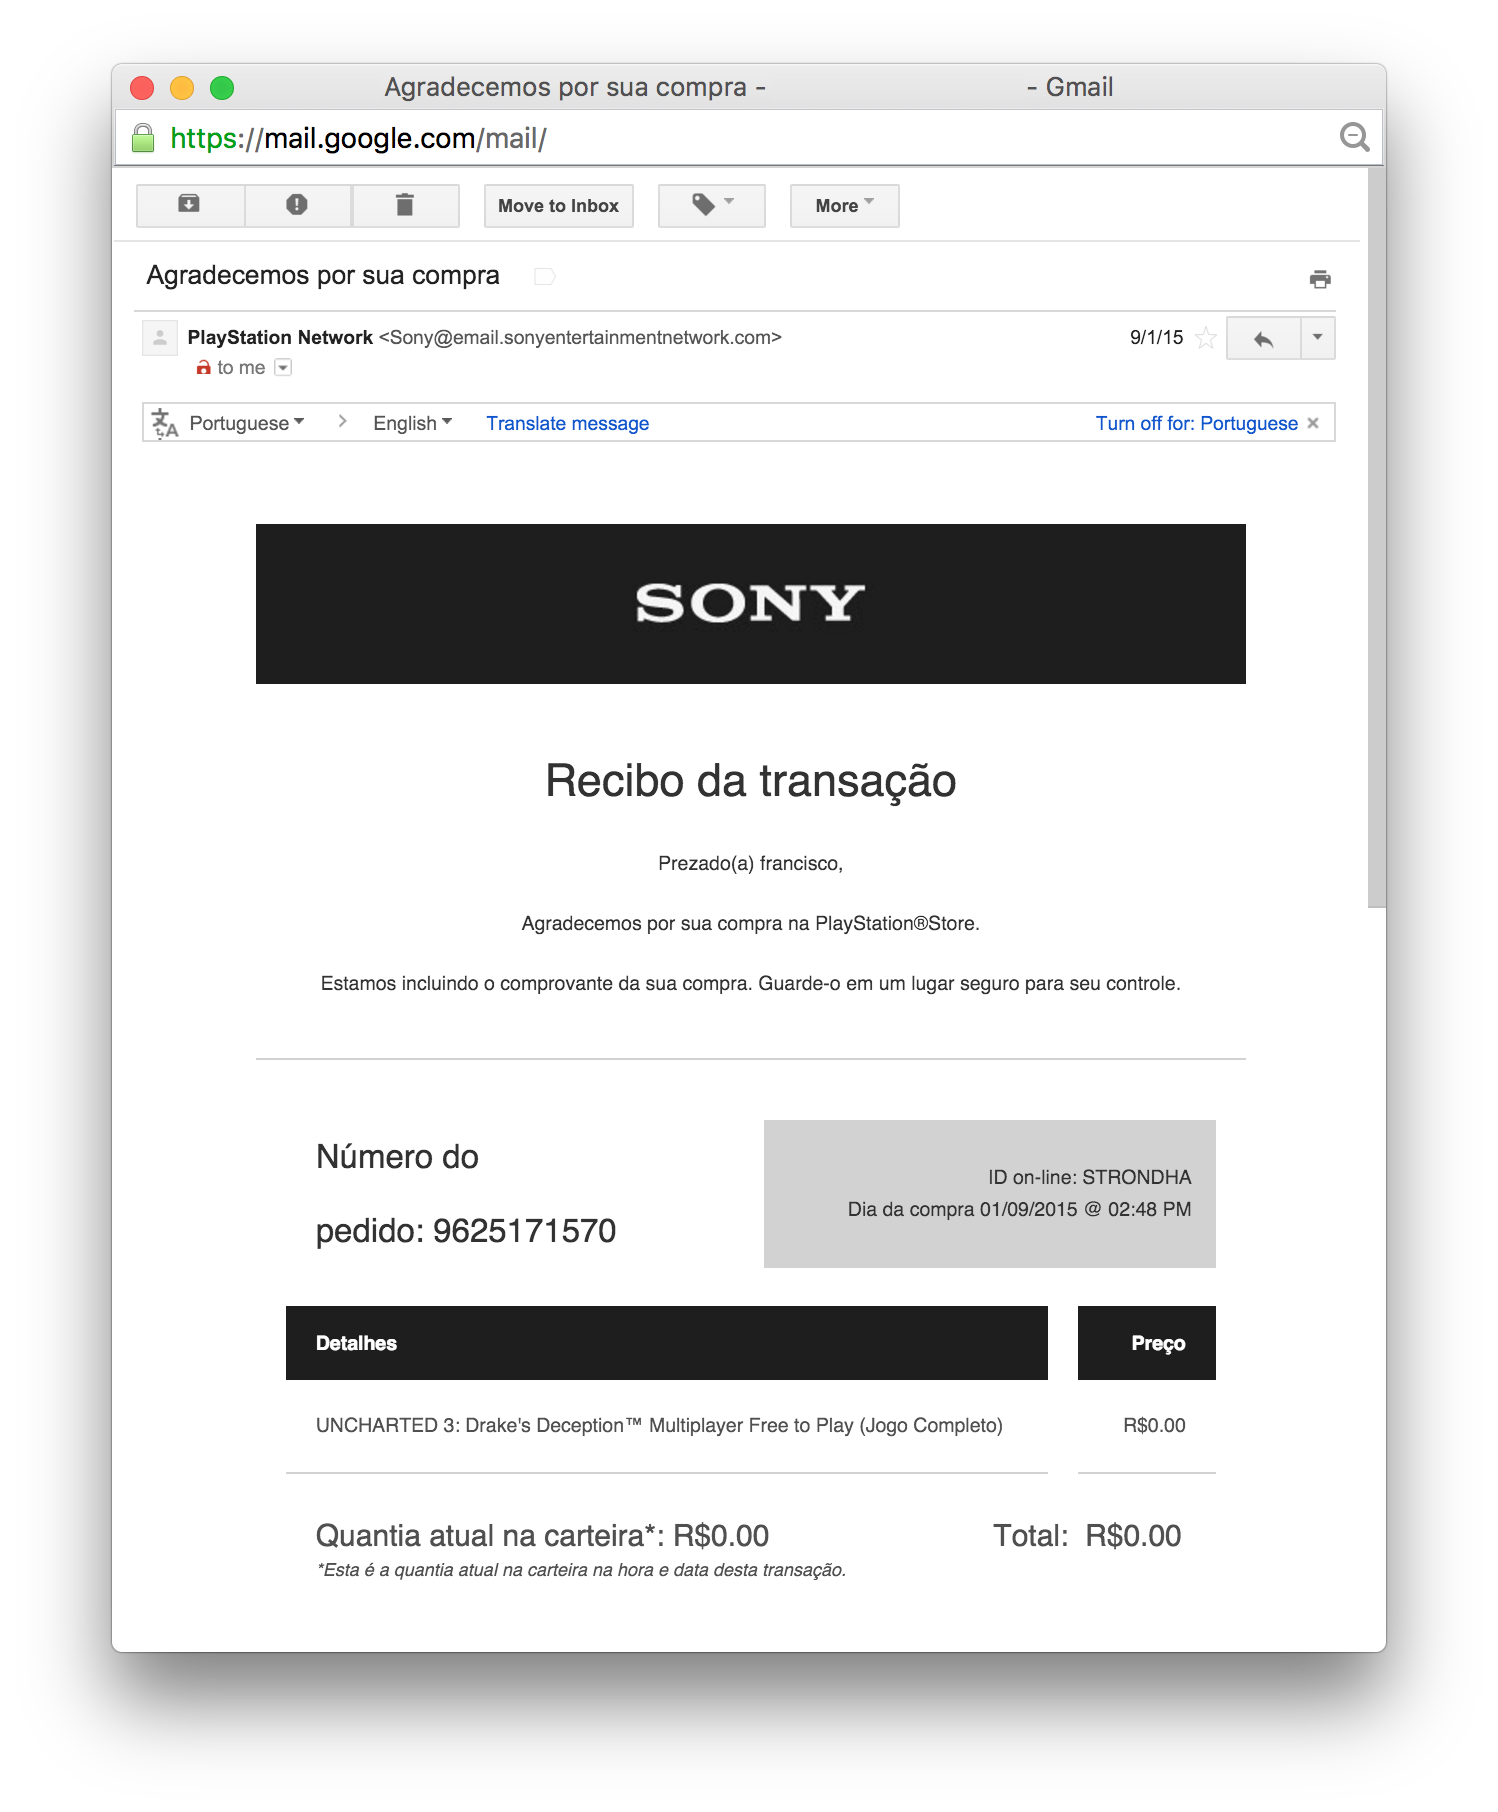 Agradecemos por sua compra - - Gmail
https://mail.google.com/mail/
Move to Inbox More
Agradecemos por sua compra
PlayStation Network <Sony@email.sonyentertainmentnetwork.com> 9/1/15
to me
Portuguese > English Translate message Turn off for: Portuguese ×
SONY
Recibo da transação
Prezado(a) francisco,
Agradecemos por sua compra na PlayStation®Store.
Estamos incluindo o comprovante da sua compra. Guarde-o em um lugar seguro para seu controle.
Número do
pedido: 9625171570
ID on-line: STRONDHA
Dia da compra 01/09/2015 @ 02:48 PM
Detalhes Preço
UNCHARTED 3: Drake's Deception™ Multiplayer Free to Play (Jogo Completo) R$0.00
Quantia atual na carteira*: R$0.00 Total: R$0.00
*Esta é a quantia atual na carteira na hora e data desta transação.